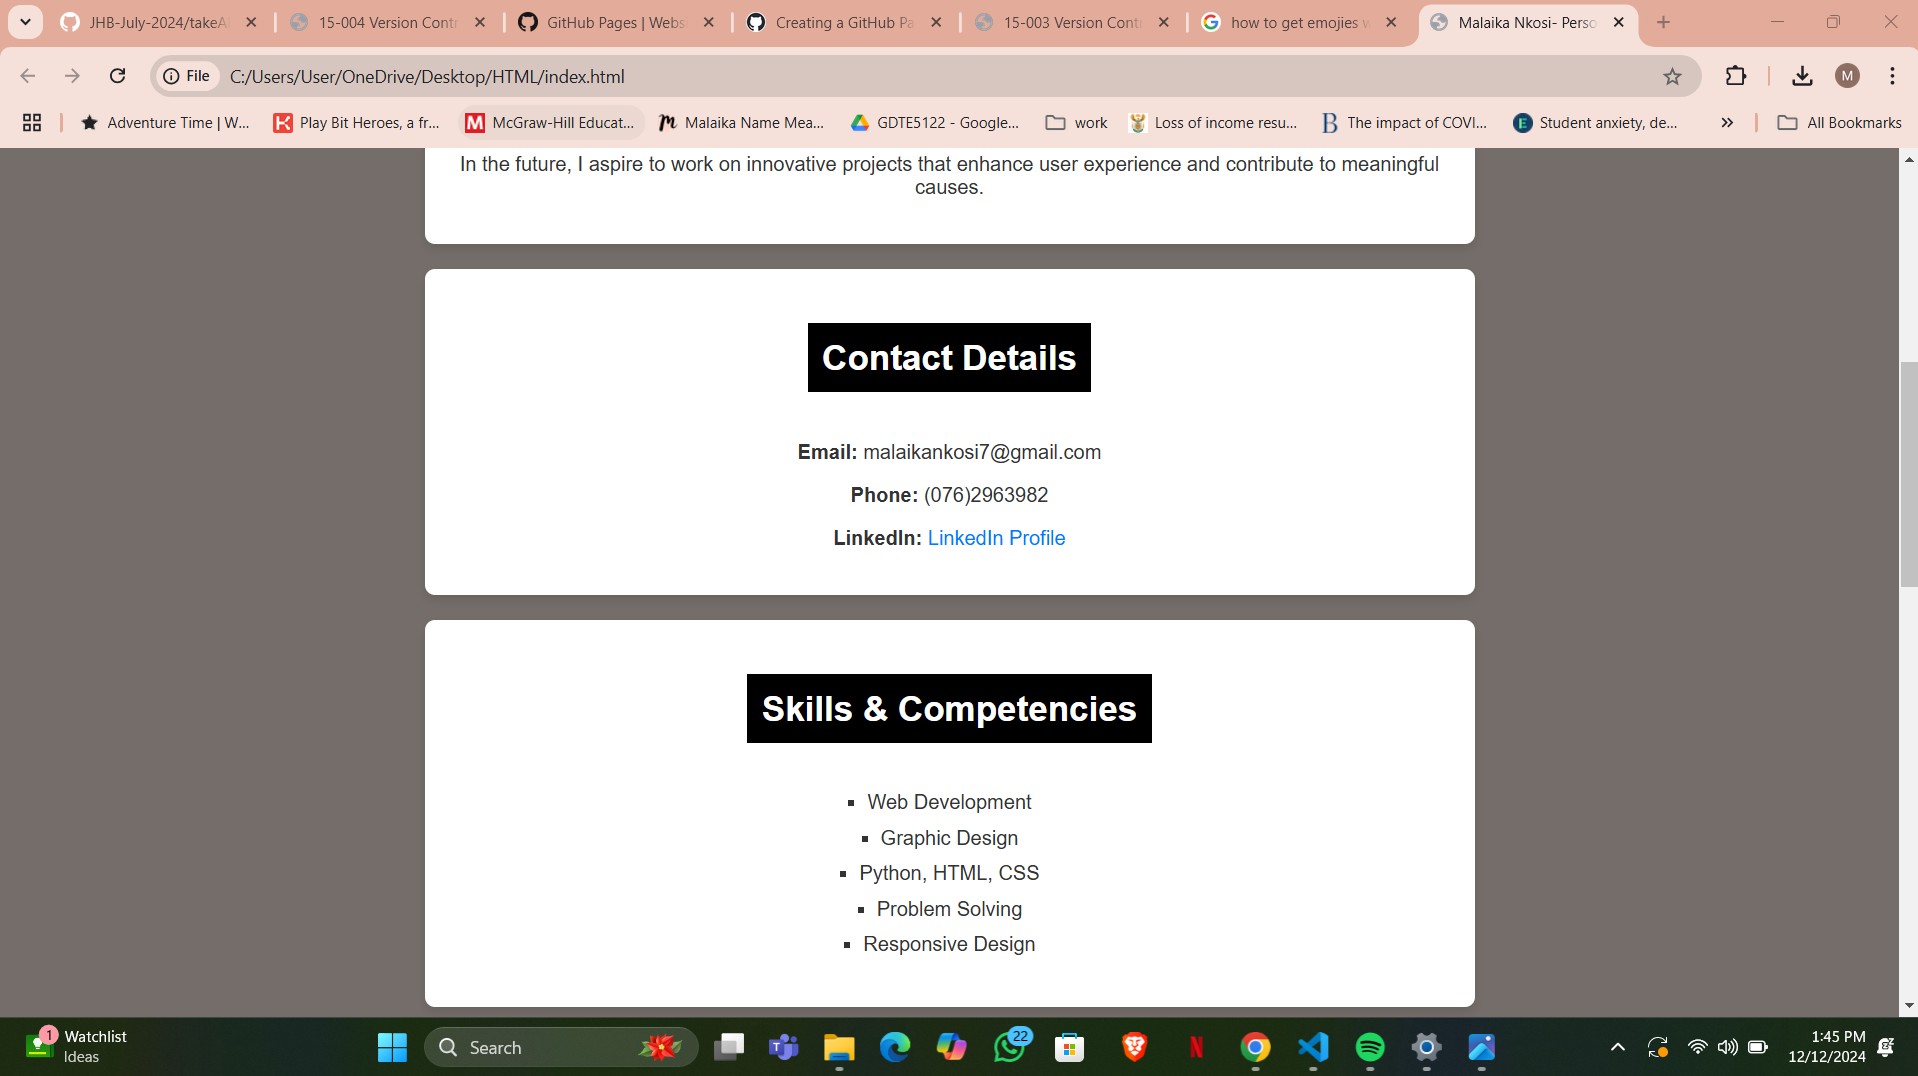 JHB-July-2024/takeA
15-004 Version Contr
GitHub Pages | Websi
Creating a GitHub Pa
15-003 Version Contr
how to get emojies w
Malaika Nkosi- Perso
File
C:/Users/User/OneDrive/Desktop/HTML/index.html
M
Adventure Time | W...
Play Bit Heroes, a fr...
McGraw-Hill Educat...
Malaika Name Mea...
GDTE5122 - Google...
work
Loss of income resu...
The impact of COVI...
Student anxiety, de...
All Bookmarks
In the future, I aspire to work on innovative projects that enhance user experience and contribute to meaningful
causes.
Contact Details
Email: malaikankosi7@gmail.com
Phone: (076)2963982
LinkedIn: LinkedIn Profile
Skills & Competencies
Web Development
Graphic Design
Python, HTML, CSS
Problem Solving
Responsive Design
1
Watchlist
Ideas
Search
22
1:45 PM
12/12/2024